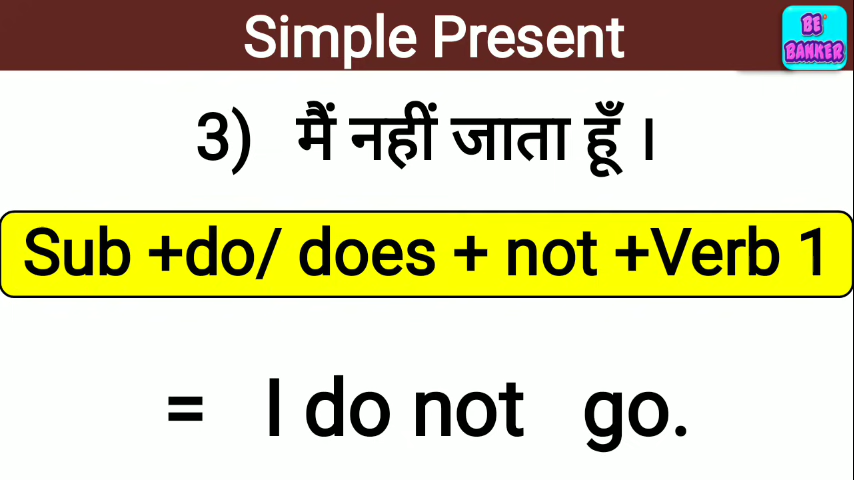 Simple Present
BE
BANKER
3) मैं नहीं जाता हूँ ।
Sub +do/ does + not +Verb 1
= I do not go.